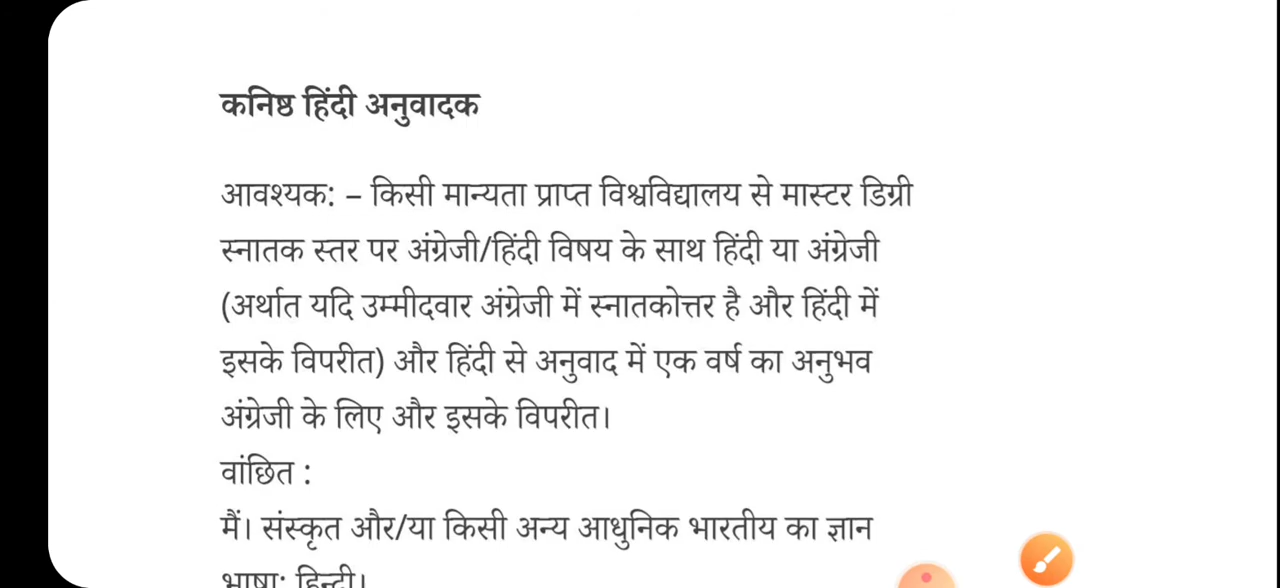 कनिष्ठ हिंदी अनुवादक
आवश्यक: – किसी मान्यता प्राप्त विश्वविद्यालय से मास्टर डिग्री
स्नातक स्तर पर अंग्रेजी/हिंदी विषय के साथ हिंदी या अंग्रेजी
(अर्थात यदि उम्मीदवार अंग्रेजी में स्नातकोत्तर है और हिंदी में
इसके विपरीत) और हिंदी से अनुवाद में एक वर्ष का अनुभव
अंग्रेजी के लिए और इसके विपरीत।
वांछित :
मैं। संस्कृत और/या किसी अन्य आधुनिक भारतीय का ज्ञान
भाषा: हिन्दी।